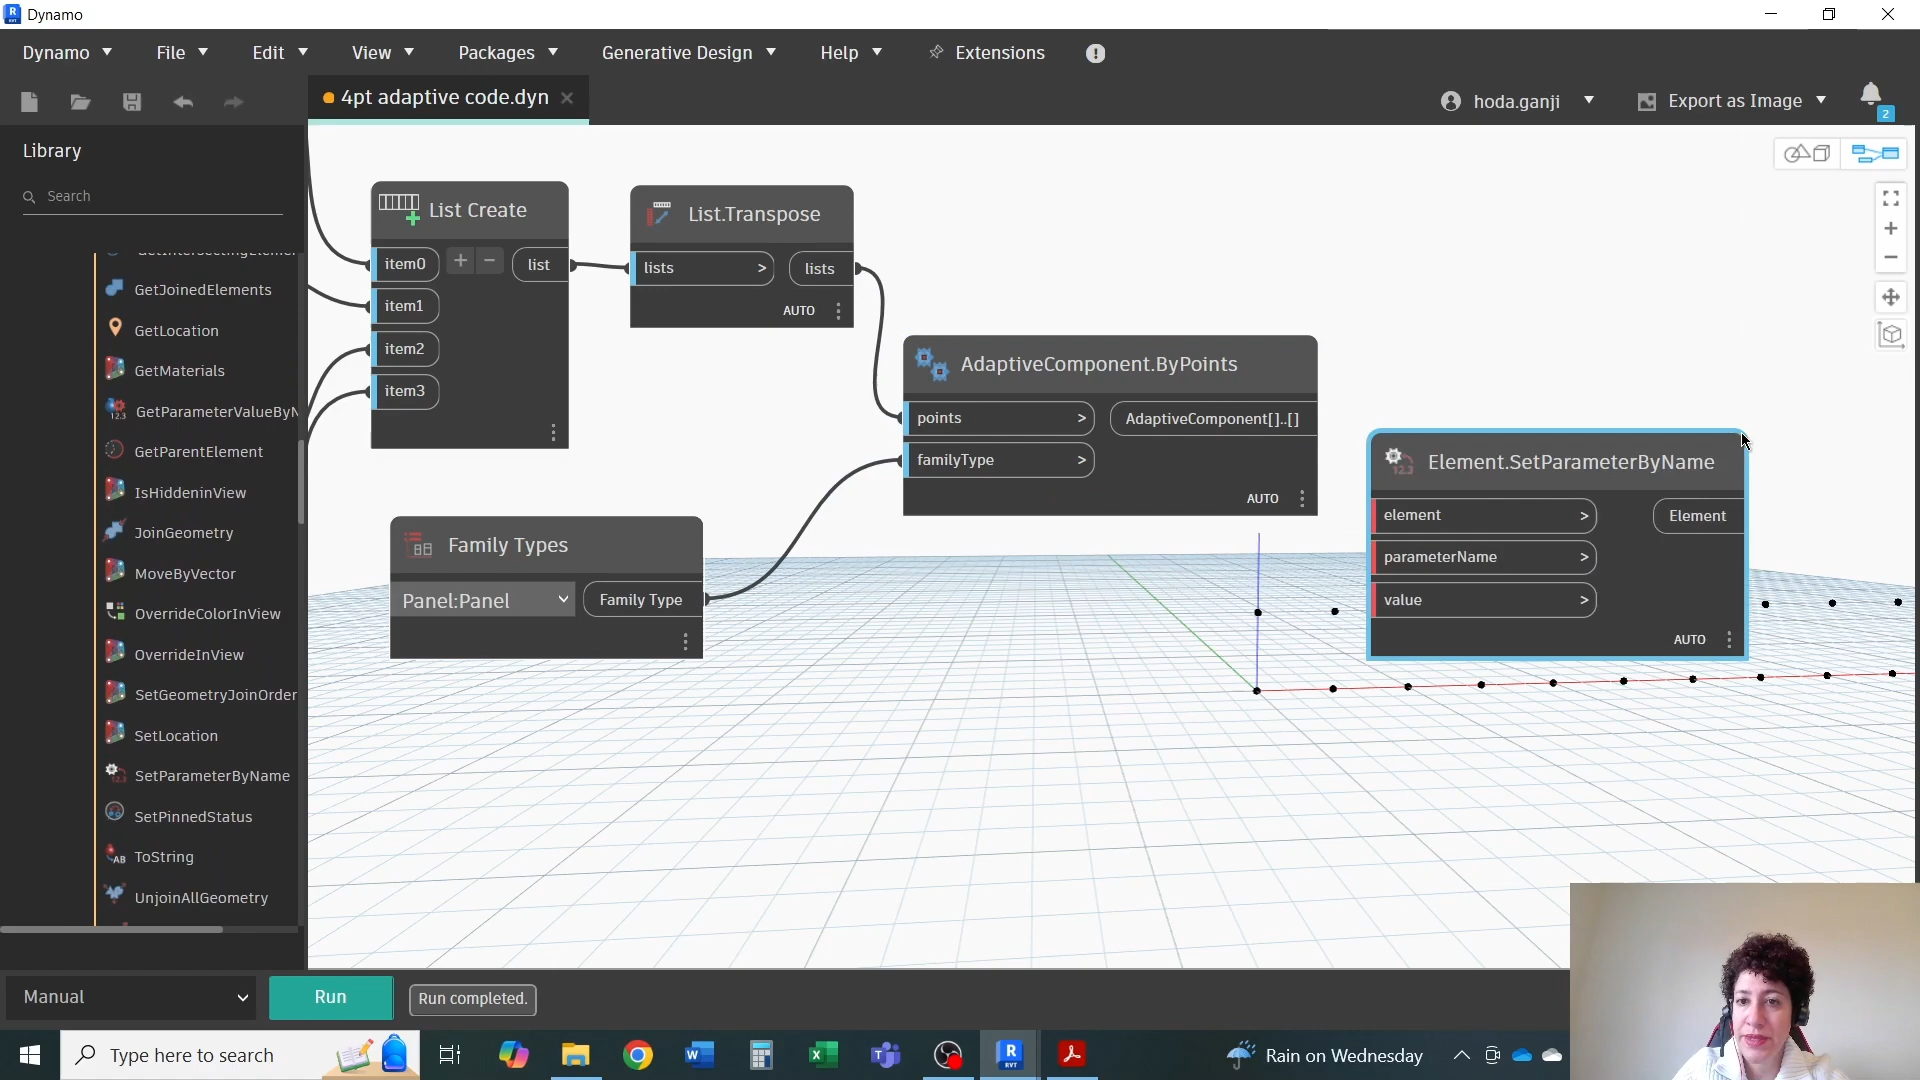 Dynamo
Dynamo File Edit View Packages Generative Design Help Extensions
4pt adaptive code.dyn
hoda.ganji Export as Image
2
Library
Search
GetJoinedElements
GetLocation
GetMaterials
GetParameterValueByN
GetParentElement
IsHiddeninView
JoinGeometry
MoveByVector
OverrideColorInView
OverrideInView
SetGeometryJoinOrder
SetLocation
SetParameterByName
SetPinnedStatus
ToString
UnjoinAllGeometry
List Create
item0 + − list
item1
item2
item3
List.Transpose
lists > lists
AUTO
AdaptiveComponent.ByPoints
points > AdaptiveComponent[]..[]
familyType >
AUTO
Family Types
Panel:Panel Family Type
Element.SetParameterByName
element > Element
parameterName >
value >
AUTO
Manual Run Run completed.
Type here to search
Rain on Wednesday